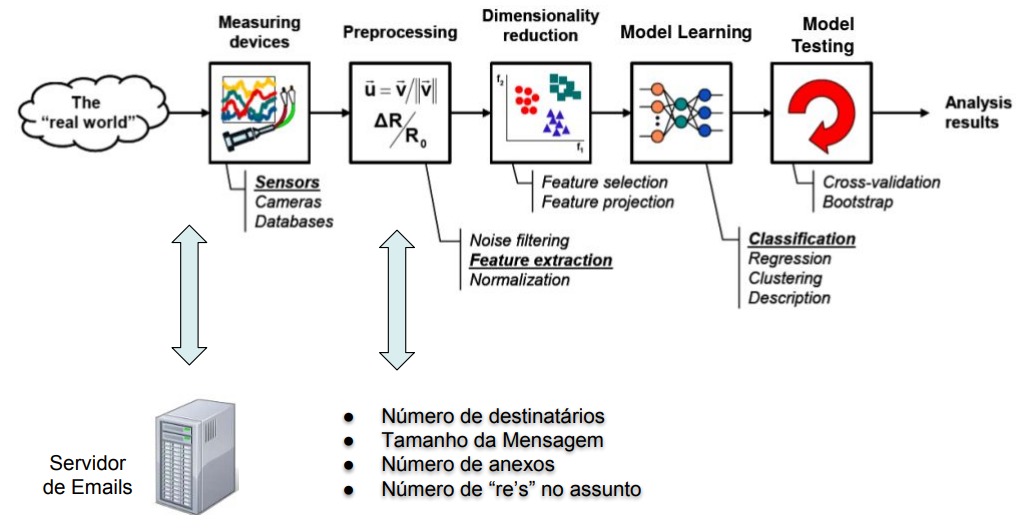 Measuring
devices
Preprocessing
Dimensionality
reduction
Model Learning
Model
Testing
The
“real world”
u = v/||v||
ΔR/R0
f2
f1
Analysis
results
Sensors
Cameras
Databases
Noise filtering
Feature extraction
Normalization
Feature selection
Feature projection
Classification
Regression
Clustering
Description
Cross-validation
Bootstrap
Servidor
de Emails
● Número de destinatários
● Tamanho da Mensagem
● Número de anexos
● Número de “re’s” no assunto